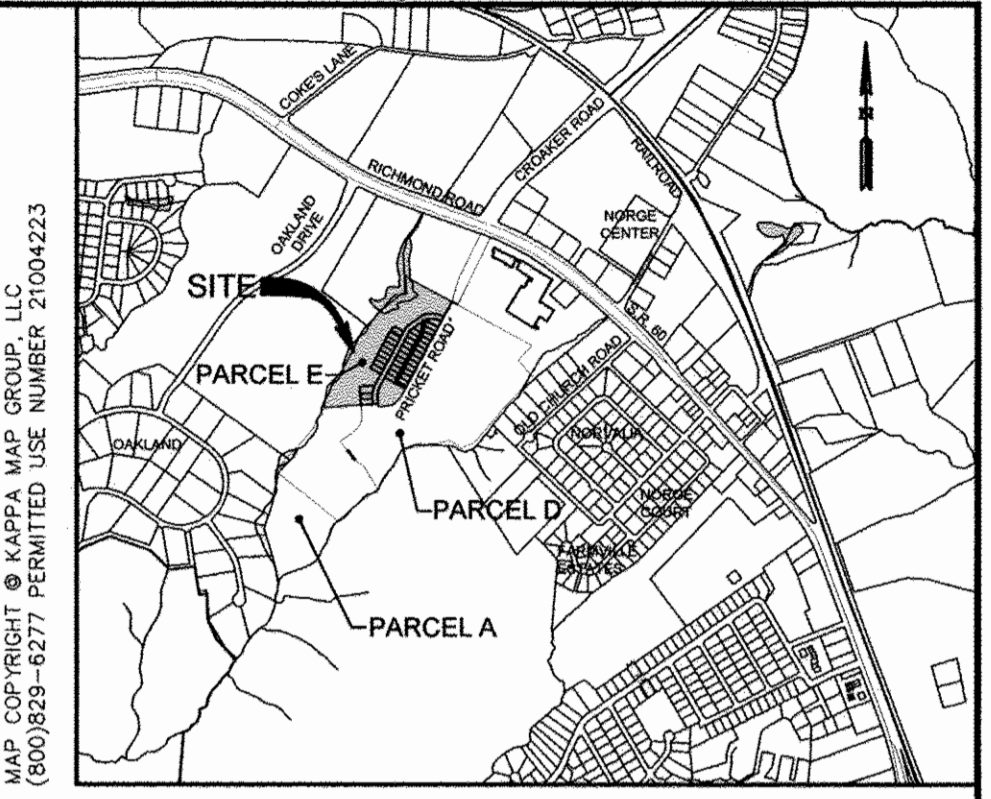 MAP COPYRIGHT @ KAPPA MAP GROUP, LLC
(800)829-6277 PERMITTED USE NUMBER 21004223
COKE'S LANE
CROAKER ROAD
RAILROAD
N
RICHMOND ROAD
OAKLAND
DRIVE
NORGE
CENTER
SITE
S.R. 60
PARCEL E
PRICKET ROAD*
OLD CHURCH ROAD
OAKLAND
NORVALIA
PARCEL D
NORGE
COURT
FARMVILLE
ESTATES
PARCEL A